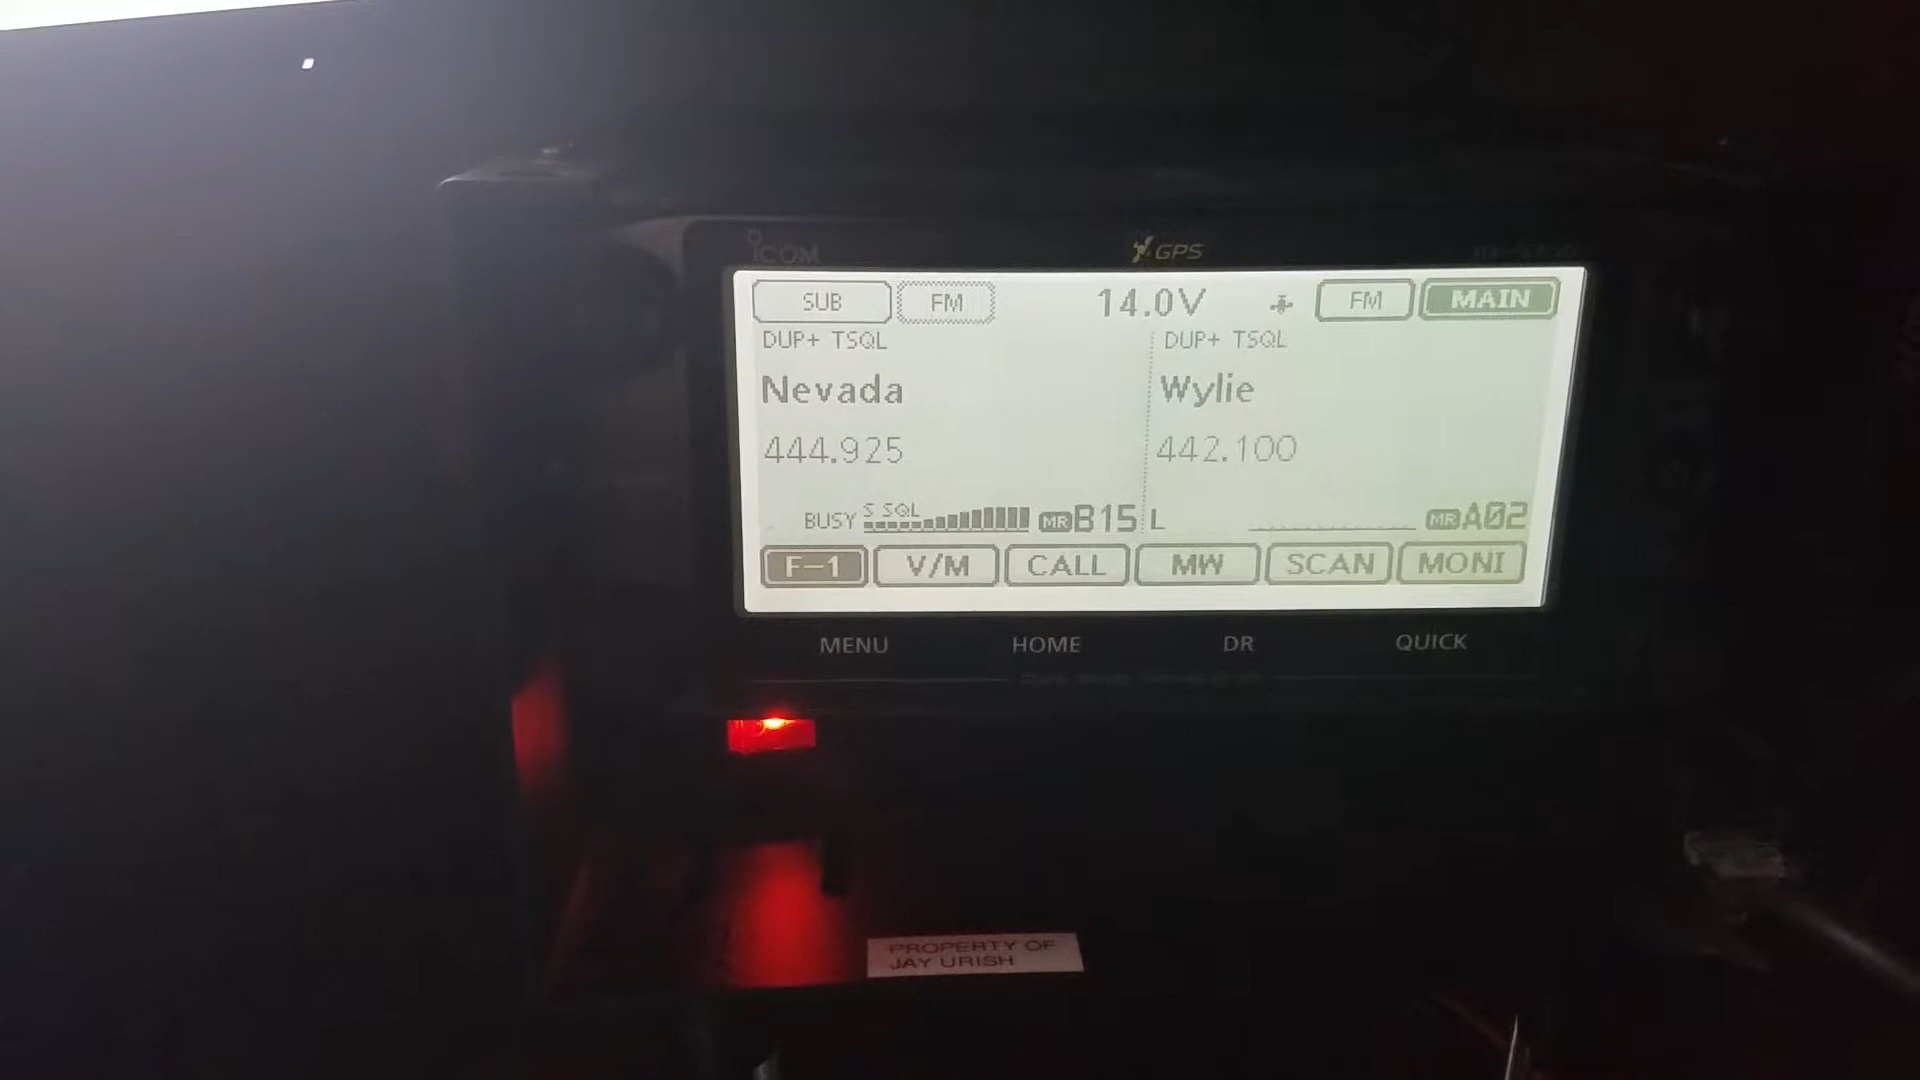 ICOM GPS
SUB FM 14.0V FM MAIN
DUP+ TSQL DUP+ TSQL
Nevada Wylie
444.925 442.100
S SQL
BUSY MR B15 L MR A02
F-1 V/M CALL MW SCAN MONI
MENU HOME DR QUICK
PROPERTY OF
JAY URISH